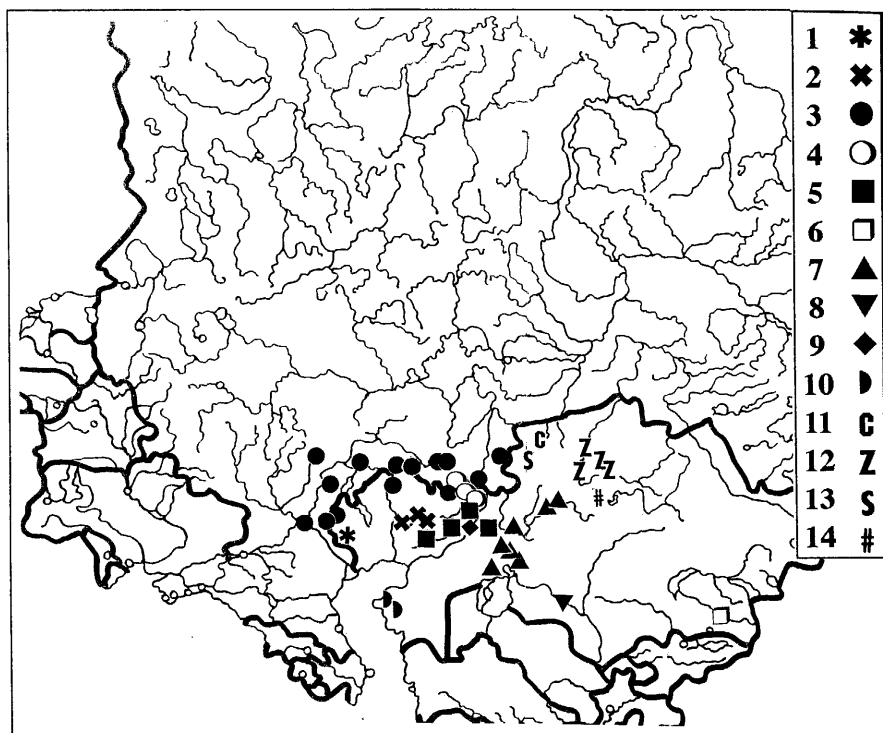 1 *
2 ✖
3 ●
4 ○
5 ■
6 □
7 ▲
8 ▼
9 ◆
10 ◗
11 C
12 Z
13 S
14 #
C
S
Z
Z Z
Z
#